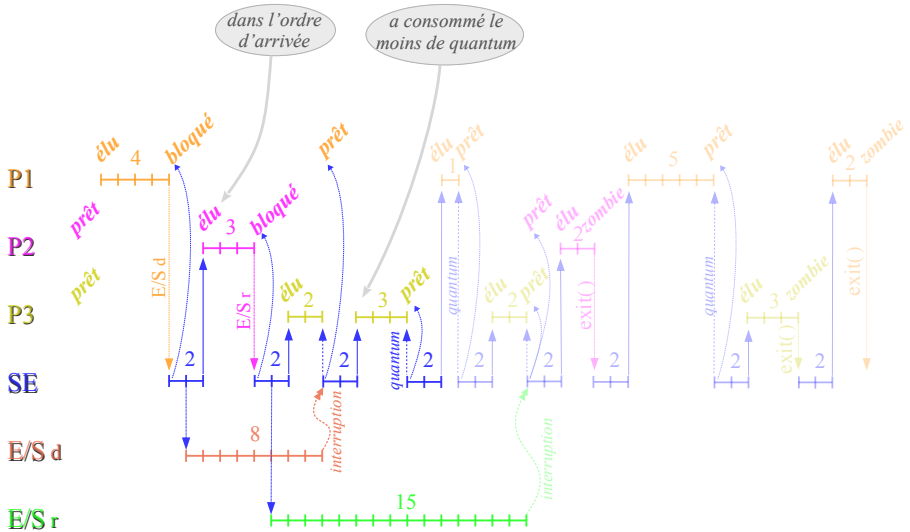 dans l'ordre
d'arrivée
a consommé le
moins de quantum
P1
élu
4
bloqué
prêt
élu
1
prêt
élu
5
prêt
élu
2
zombie
P2
prêt
élu
3
bloqué
prêt
2
zombie
P3
prêt
élu
2
3
prêt
élu
2
prêt
élu
3
zombie
E/S d
E/S r
quantum
quantum
exit()
quantum
exit()
exit()
SE
2
2
2
2
2
2
2
2
2
E/S d
8
interruption
interruption
E/S r
15